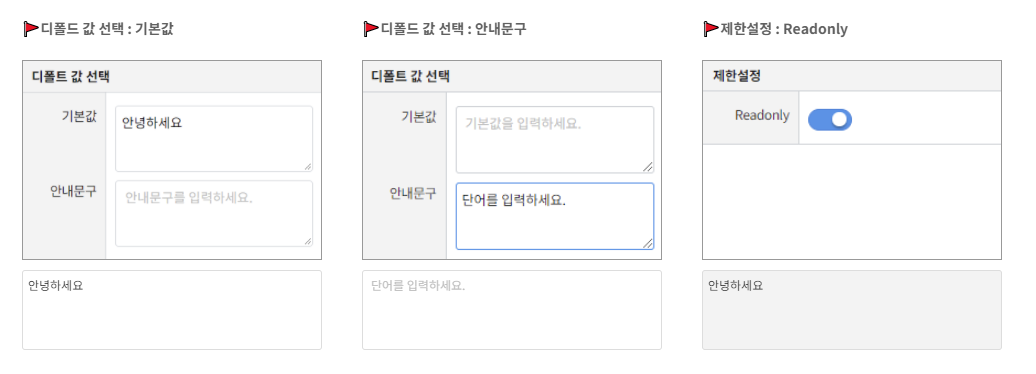 디폴드 값 선택 : 기본값
디폴트 값 선택
기본값
안녕하세요
안내문구
안내문구를 입력하세요.
안녕하세요
디폴드 값 선택 : 안내문구
디폴트 값 선택
기본값
기본값을 입력하세요.
안내문구
단어를 입력하세요.
단어를 입력하세요.
제한설정 : Readonly
제한설정
Readonly
안녕하세요